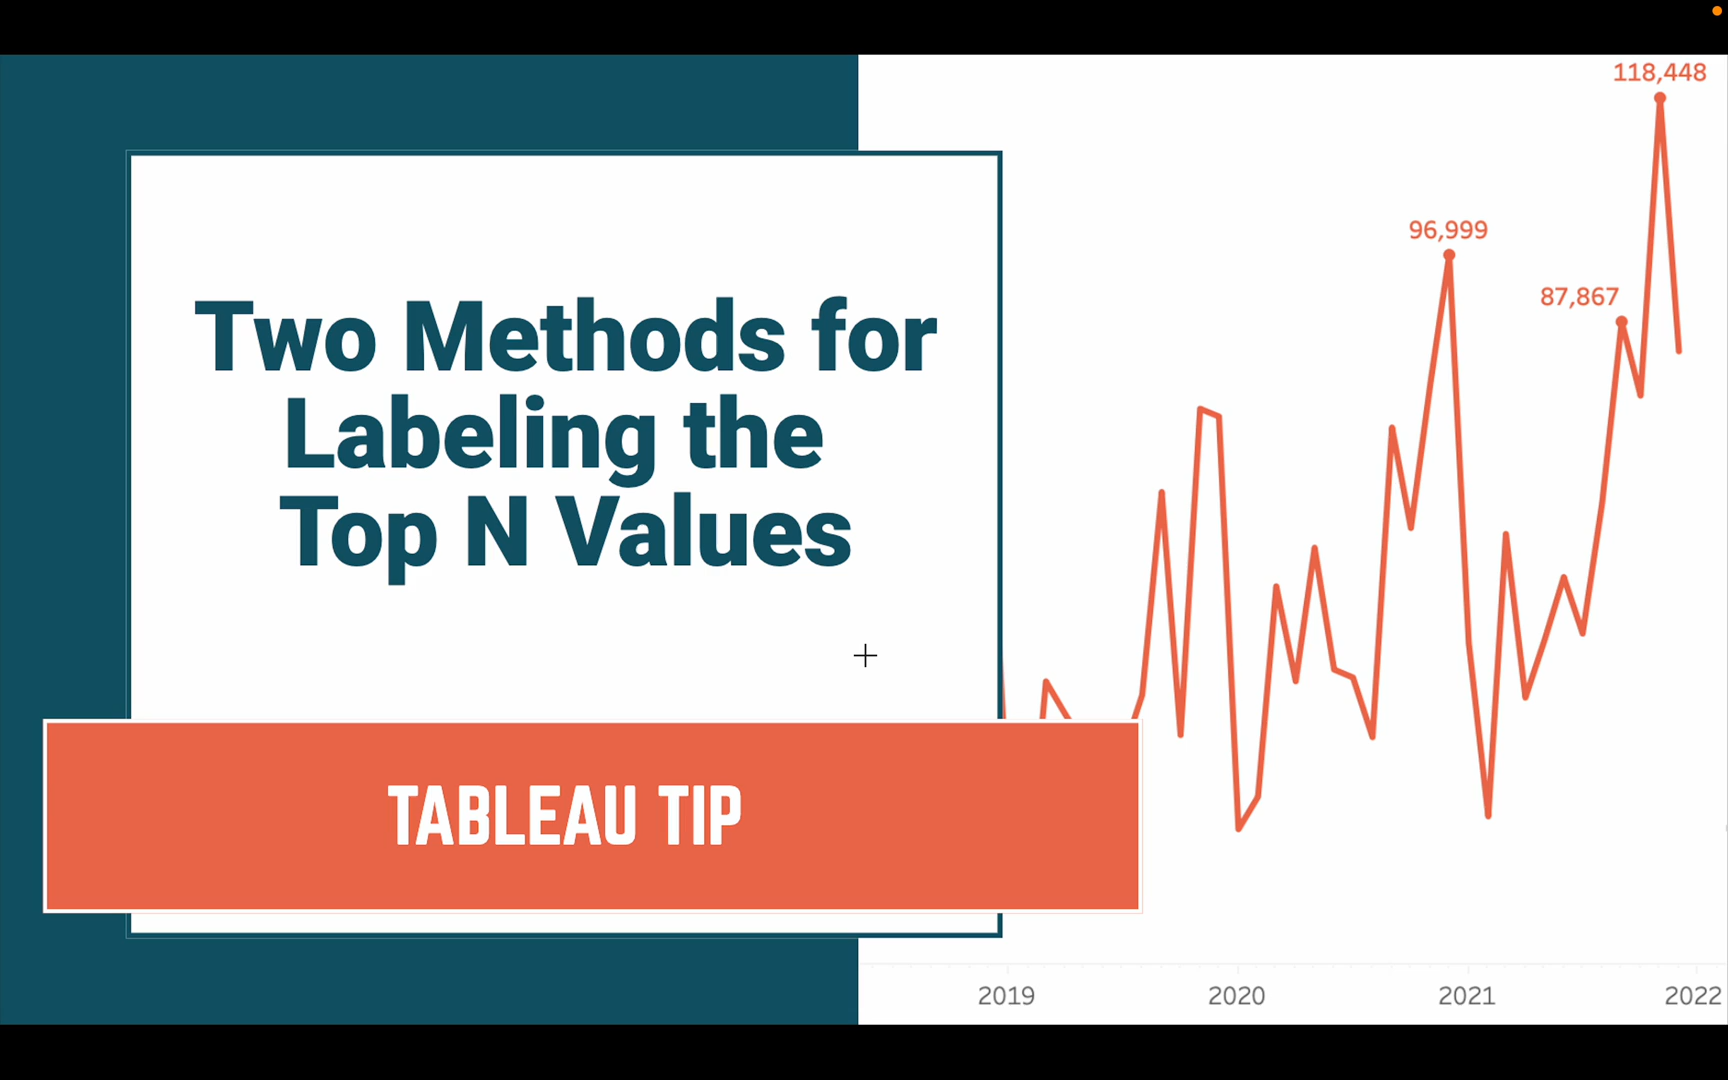 Two Methods for
Labeling the
Top N Values
TABLEAU TIP
118,448
96,999
87,867
2019 2020 2021 2022